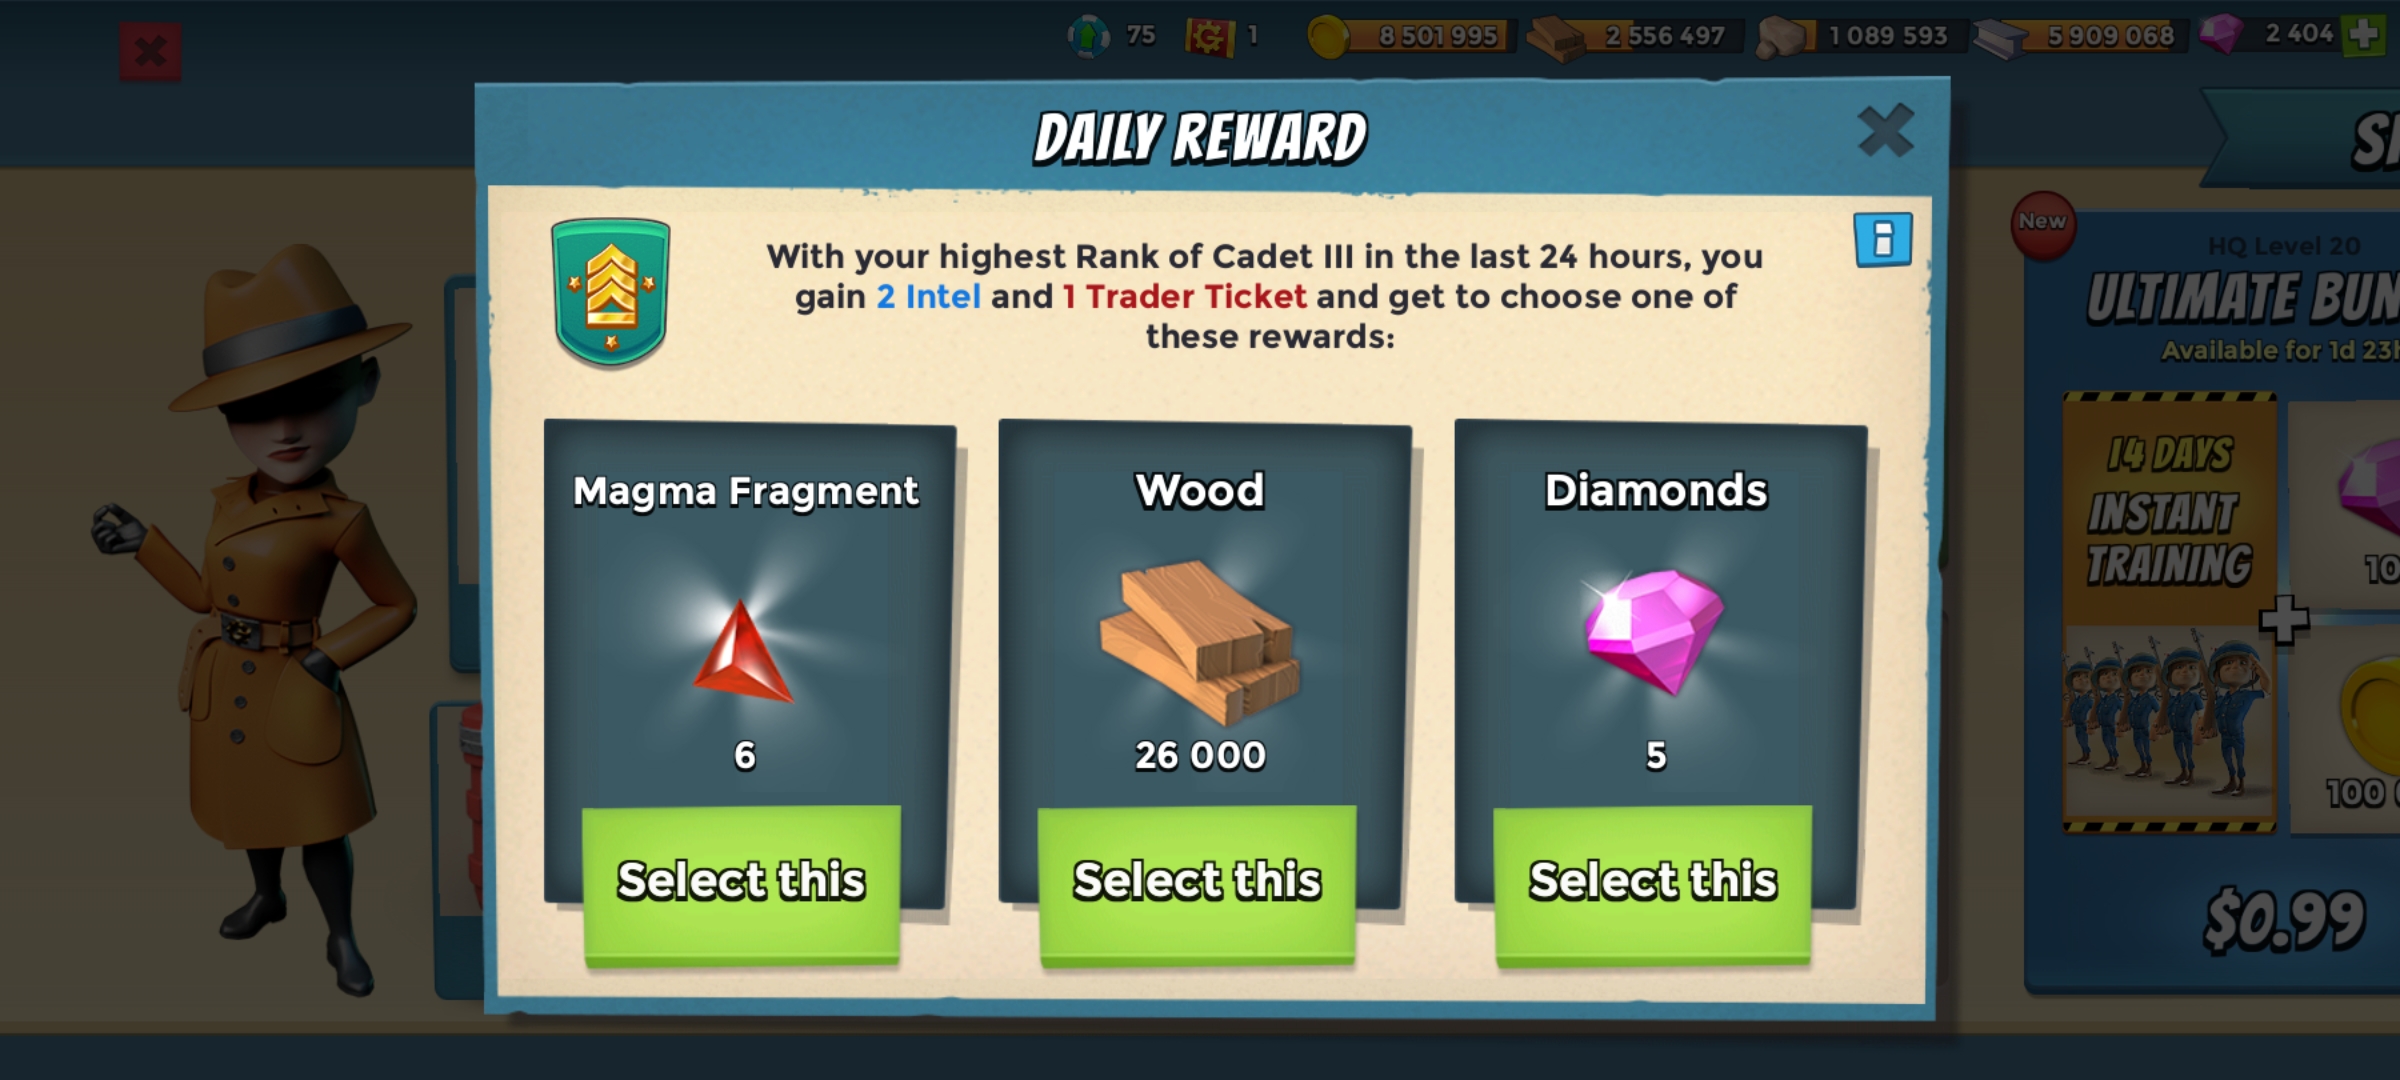 75
1
8 501 995
2 556 497
1 089 593
5 909 068
2 404
DAILY REWARD
With your highest Rank of Cadet III in the last 24 hours, you
gain 2 Intel and 1 Trader Ticket and get to choose one of
these rewards:
Magma Fragment
6
Select this
Wood
26 000
Select this
Diamonds
5
Select this
New
HQ Level 20
ULTIMATE
Available for 1d
14 DAYS
INSTANT
TRAINING
10
100
$0.99